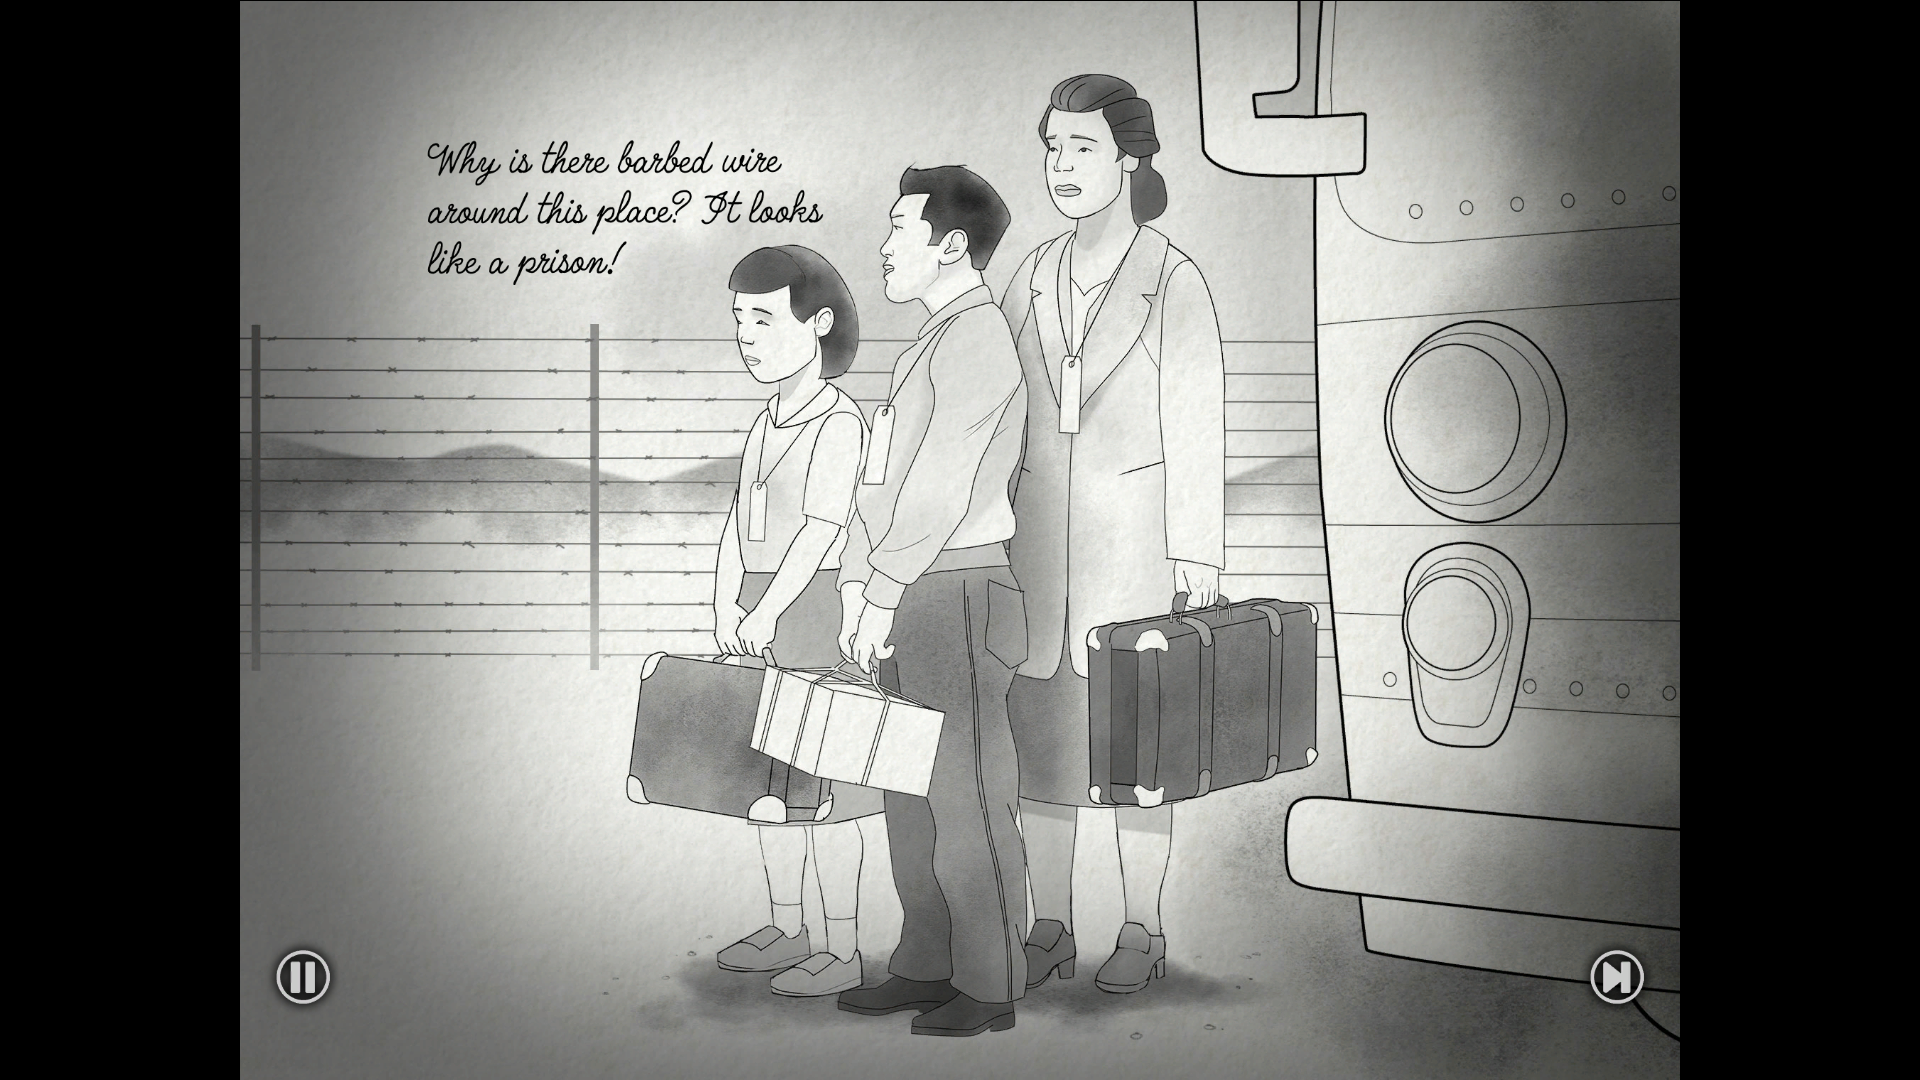 Why is there barbed wire
around this place? It looks
like a prison!